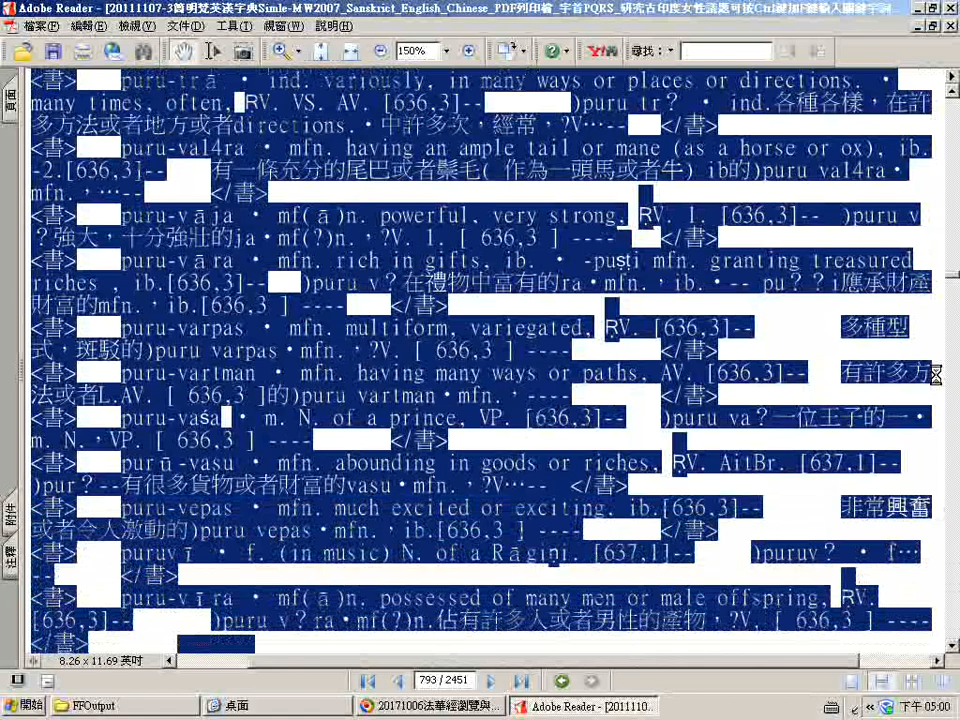 Adobe Reader - [20111107-3簡明梵英漢字典Simle-MW2007_Sanskrit_English_Chinese_PDF列印檔_字首PQRS_研究古印度女性議題可按Ctrl鍵加F鍵輸入關鍵字詞
檔案(F) 編輯(E) 檢視(V) 文件(D) 工具(T) 視窗(W) 說明(H)
150% Y! 尋找：
頁面
附件
注釋
<書> puru-trā • ind. variously, in many ways or places or directions. •
many times, often, RV. VS. AV. [636,3]-- )puru tr？ • ind.各種各樣，在許
多方法或者地方或者directions.•中許多次，經常，?V…-- </書>
<書> puru-val4ra • mfn. having an ample tail or mane (as a horse or ox), ib.
-2.[636,3]-- 有一條充分的尾巴或者鬃毛( 作為一頭馬或者牛) ib的)puru val4ra•
mfn.，…-- </書>
<書> puru-vāja • mf(ā)n. powerful, very strong, RV. 1. [636,3]-- )puru v
？強大，十分強壯的ja•mf(?)n.，?V. 1. [ 636,3 ] ---- </書>
<書> puru-vāra • mfn. rich in gifts, ib. • -puṣṭi mfn. granting treasured
riches , ib.[636,3]-- )puru v？在禮物中富有的ra•mfn.，ib.•-- pu？？i應承財產
財富的mfn.，ib.[636,3 ] ---- </書>
<書> puru-varpas • mfn. multiform, variegated, RV. [636,3]-- 多種型
式，斑駁的)puru varpas•mfn.，?V. [ 636,3 ] ---- </書>
<書> puru-vartman • mfn. having many ways or paths, AV. [636,3]-- 有許多方
法或者L.AV. [ 636,3 ]的)puru vartman•mfn.，---- </書>
<書> puru-vaśa • m. N. of a prince, VP. [636,3]-- )puru va？一位王子的一•
m. N.，VP. [ 636,3 ] ---- </書>
<書> purū-vasu • mfn. abounding in goods or riches, RV. AitBr. [637,1]--
)pur？--有很多貨物或者財富的vasu•mfn.，?V…-- </書>
<書> puru-vepas • mfn. much excited or exciting, ib.[636,3]-- 非常興奮
或者令人激動的)puru vepas•mfn.，ib.[636,3 ] ---- </書>
<書> puruvī • f. (in music) N. of a Rāgiṇī. [637,1]-- )puruv？ • f…
-- </書>
<書> puru-vīra • mf(ā)n. possessed of many men or male offspring, RV.
[636,3]-- )puru v？ra•mf(?)n.佔有許多人或者男性的產物，?V. [ 636,3 ] ----
</書>
8.26 x 11.69 英吋
793 / 2451
開始 FFOutput 桌面 20171006法華經瀏覽與... Adobe Reader - [2011110... 下午 05:00